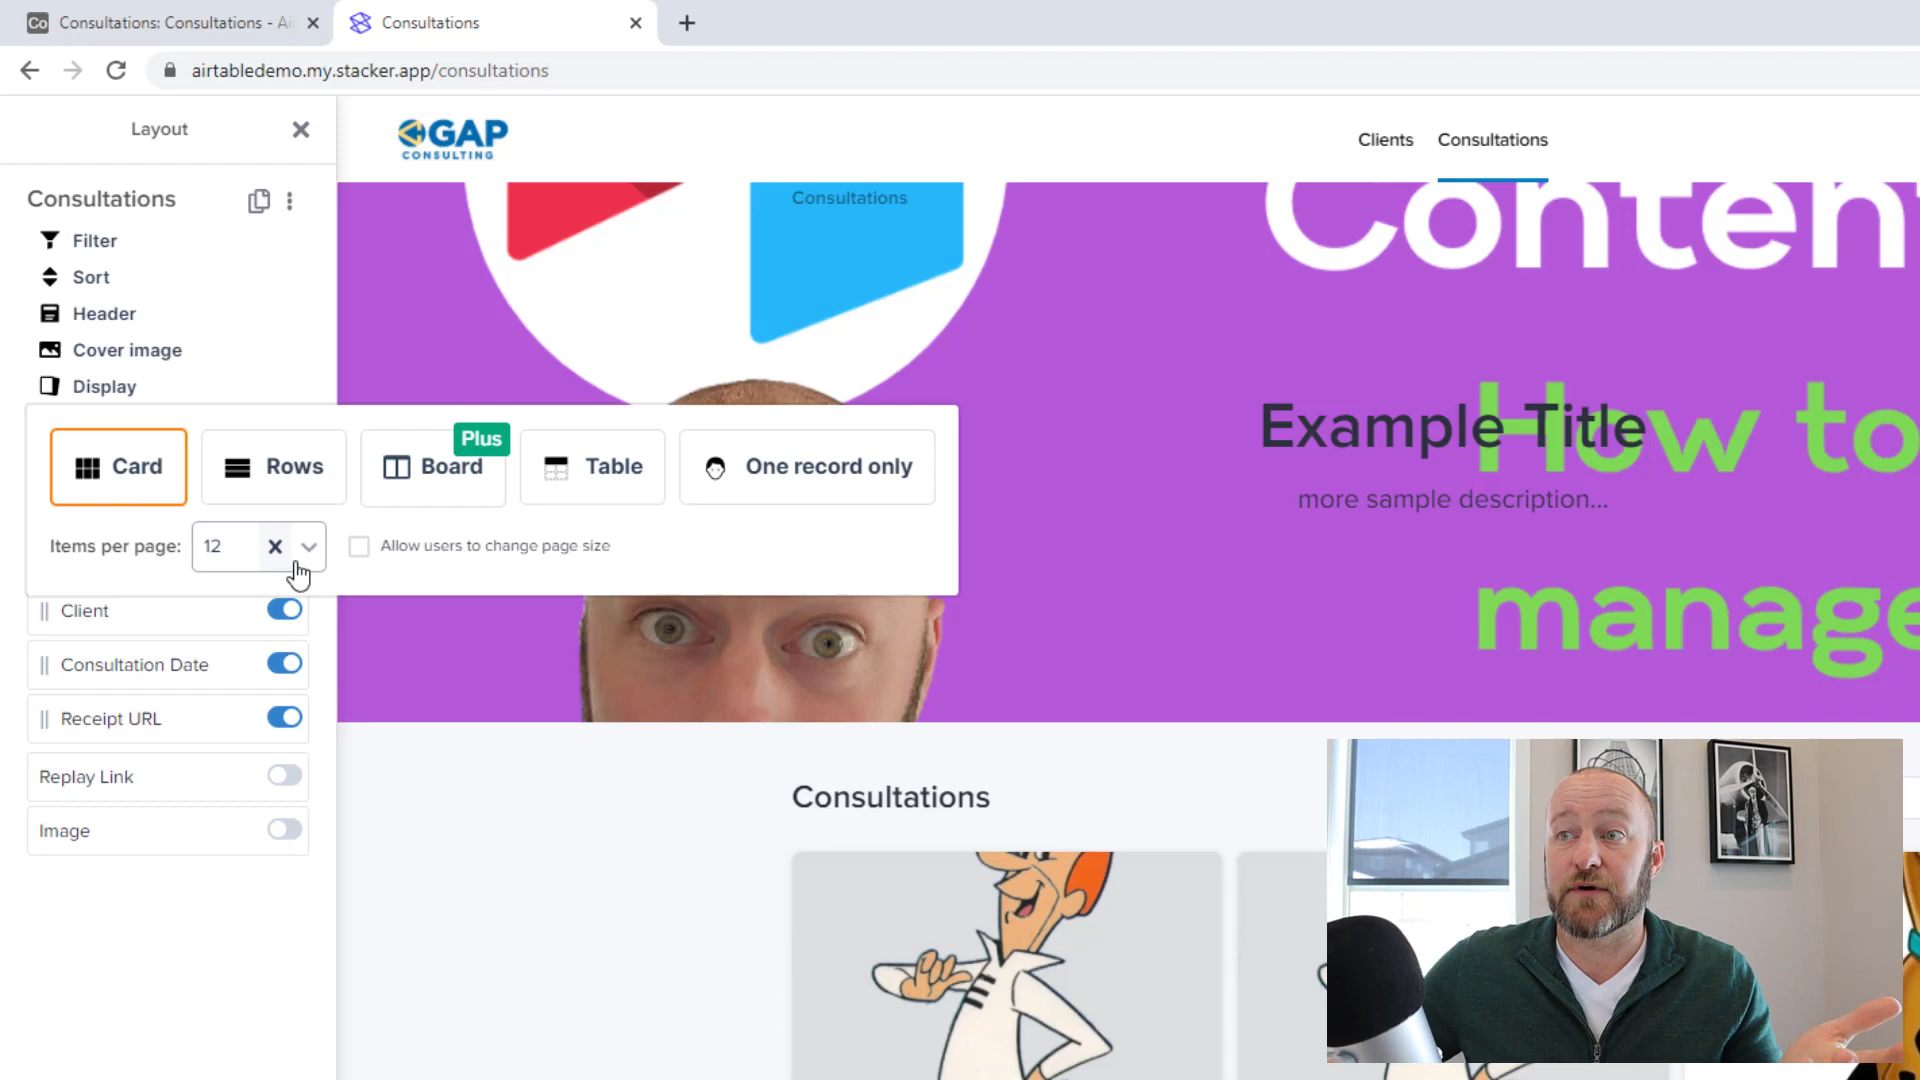 Consultations: Consultations - Ai
Consultations
airtabledemo.my.stacker.app/consultations
Layout
GAP
CONSULTING
Clients
Consultations
Consultations
Filter
Sort
Header
Cover image
Display
Consultations
Content
Example Title
How to
more sample description...
manage
Card
Rows
Plus
Board
Table
One record only
Items per page:
12
Allow users to change page size
Client
Consultation Date
Receipt URL
Replay Link
Image
Consultations